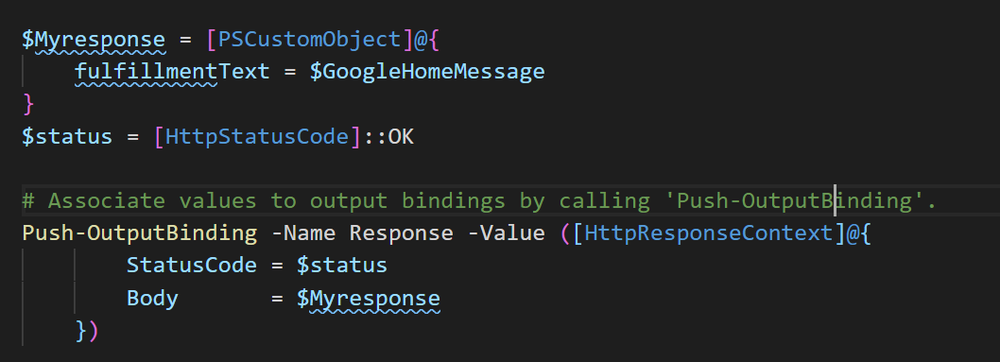 $Myresponse = [PSCustomObject]@{
    fulfillmentText = $GoogleHomeMessage
}
$status = [HttpStatusCode]::OK

# Associate values to output bindings by calling 'Push-OutputBinding'.
Push-OutputBinding -Name Response -Value ([HttpResponseContext]@{
        StatusCode = $status
        Body       = $Myresponse
    })